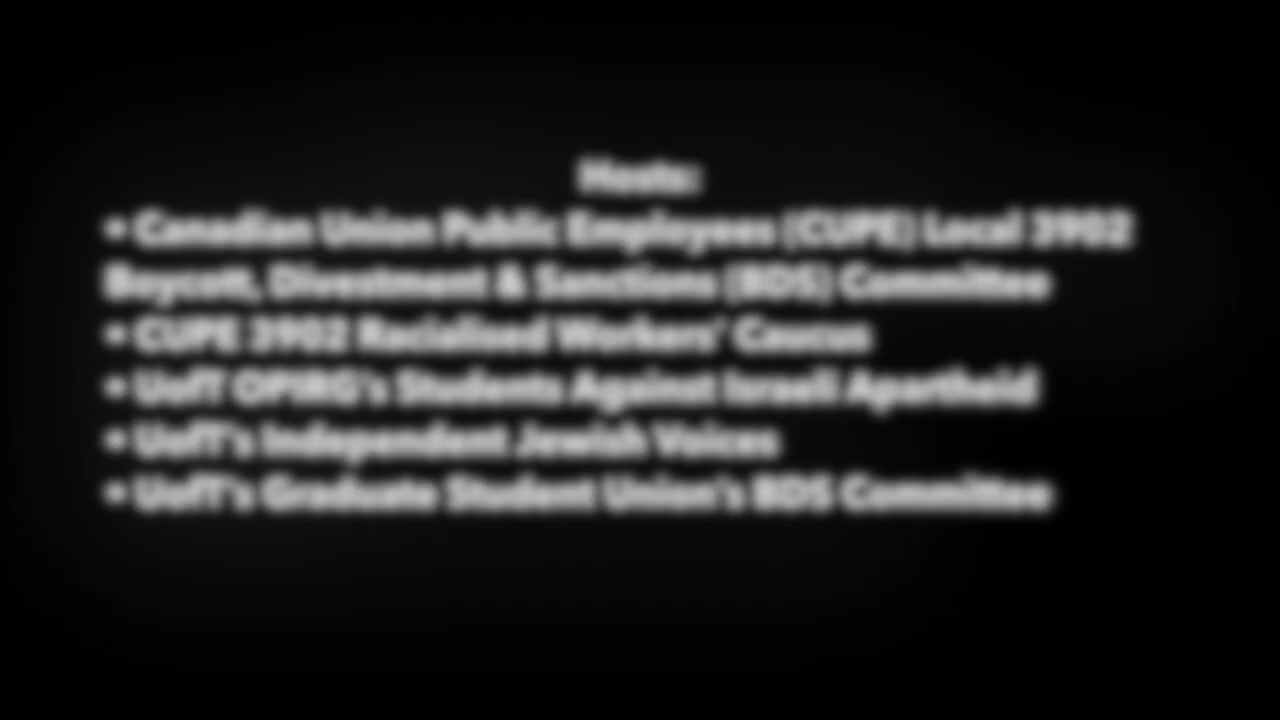 Hosts:
• Canadian Union Public Employees (CUPE) Local 3902
Boycott, Divestment & Sanctions (BDS) Committee
• CUPE 3902 Racialised Workers' Caucus
• UofT OPIRG's Students Against Israeli Apartheid
• UofT's Independent Jewish Voices
• UofT's Graduate Student Union's BDS Committee